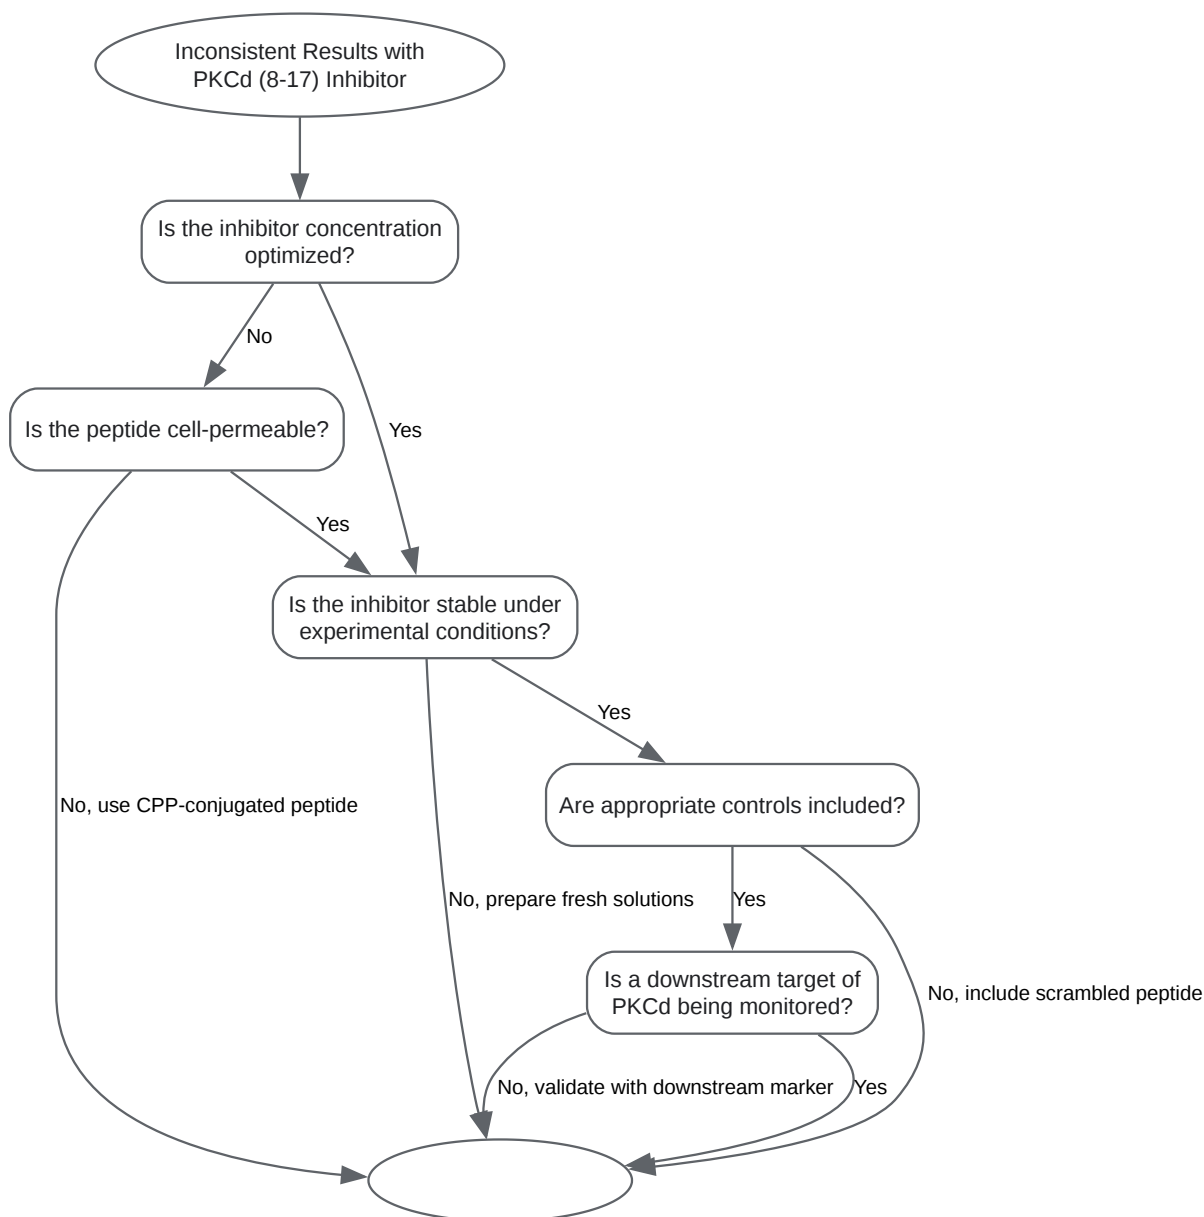 Inconsistent Results with
PKCd (8-17) Inhibitor
Is the inhibitor concentration
optimized?
No
Is the peptide cell-permeable?
Yes
Yes
Is the inhibitor stable under
experimental conditions?
Yes
No, use CPP-conjugated peptide
Are appropriate controls included?
No, prepare fresh solutions
Yes
No, include scrambled peptide
Is a downstream target of
PKCd being monitored?
No, validate with downstream marker
Yes